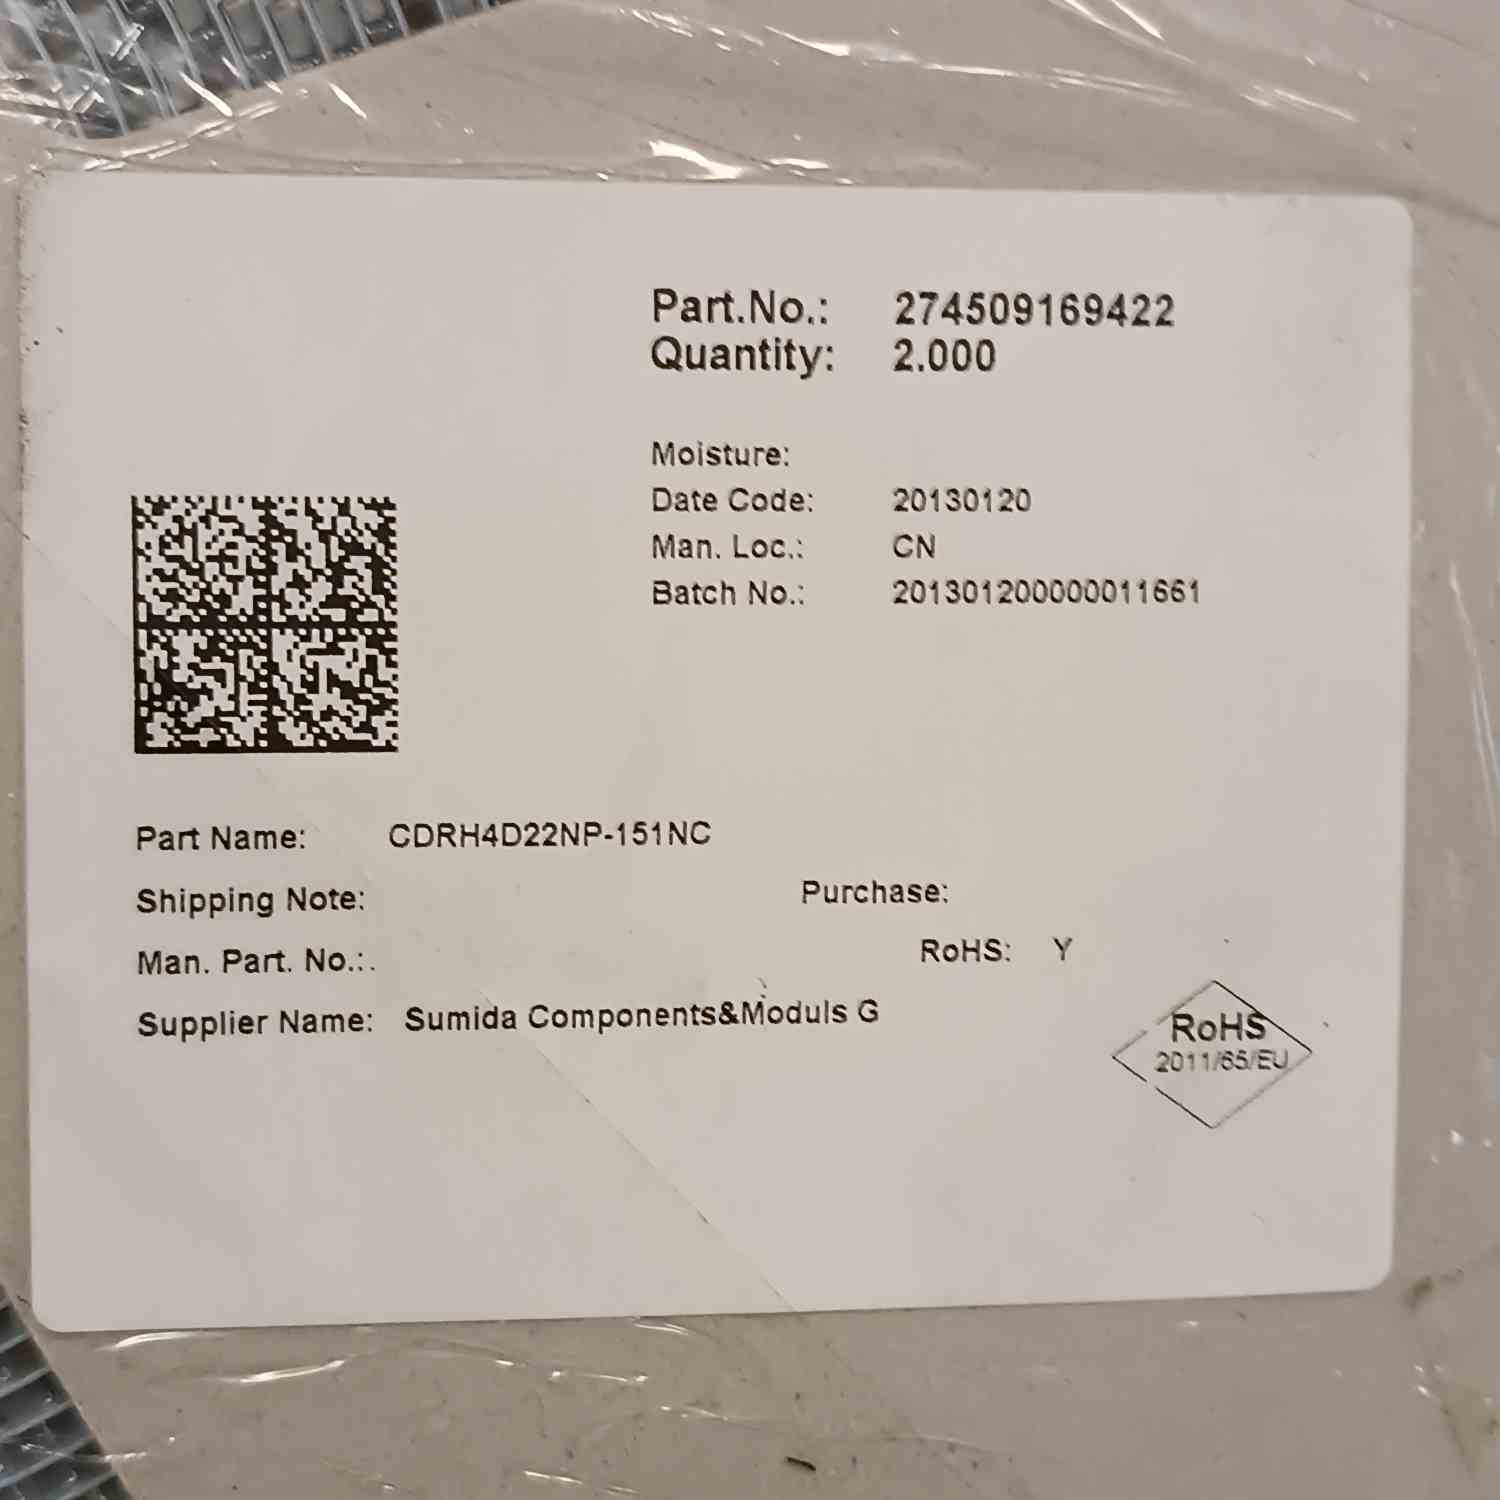 Part.No.: 274509169422
Quantity: 2.000
Moisture:
Date Code: 20130120
Man. Loc.: CN
Batch No.: 201301200000011661
Part Name: CDRH4D22NP-151NC
Shipping Note: Purchase:
Man. Part. No.:.
RoHS: Y
Supplier Name: Sumida Components&Moduls G
RoHS
2011/65/EU